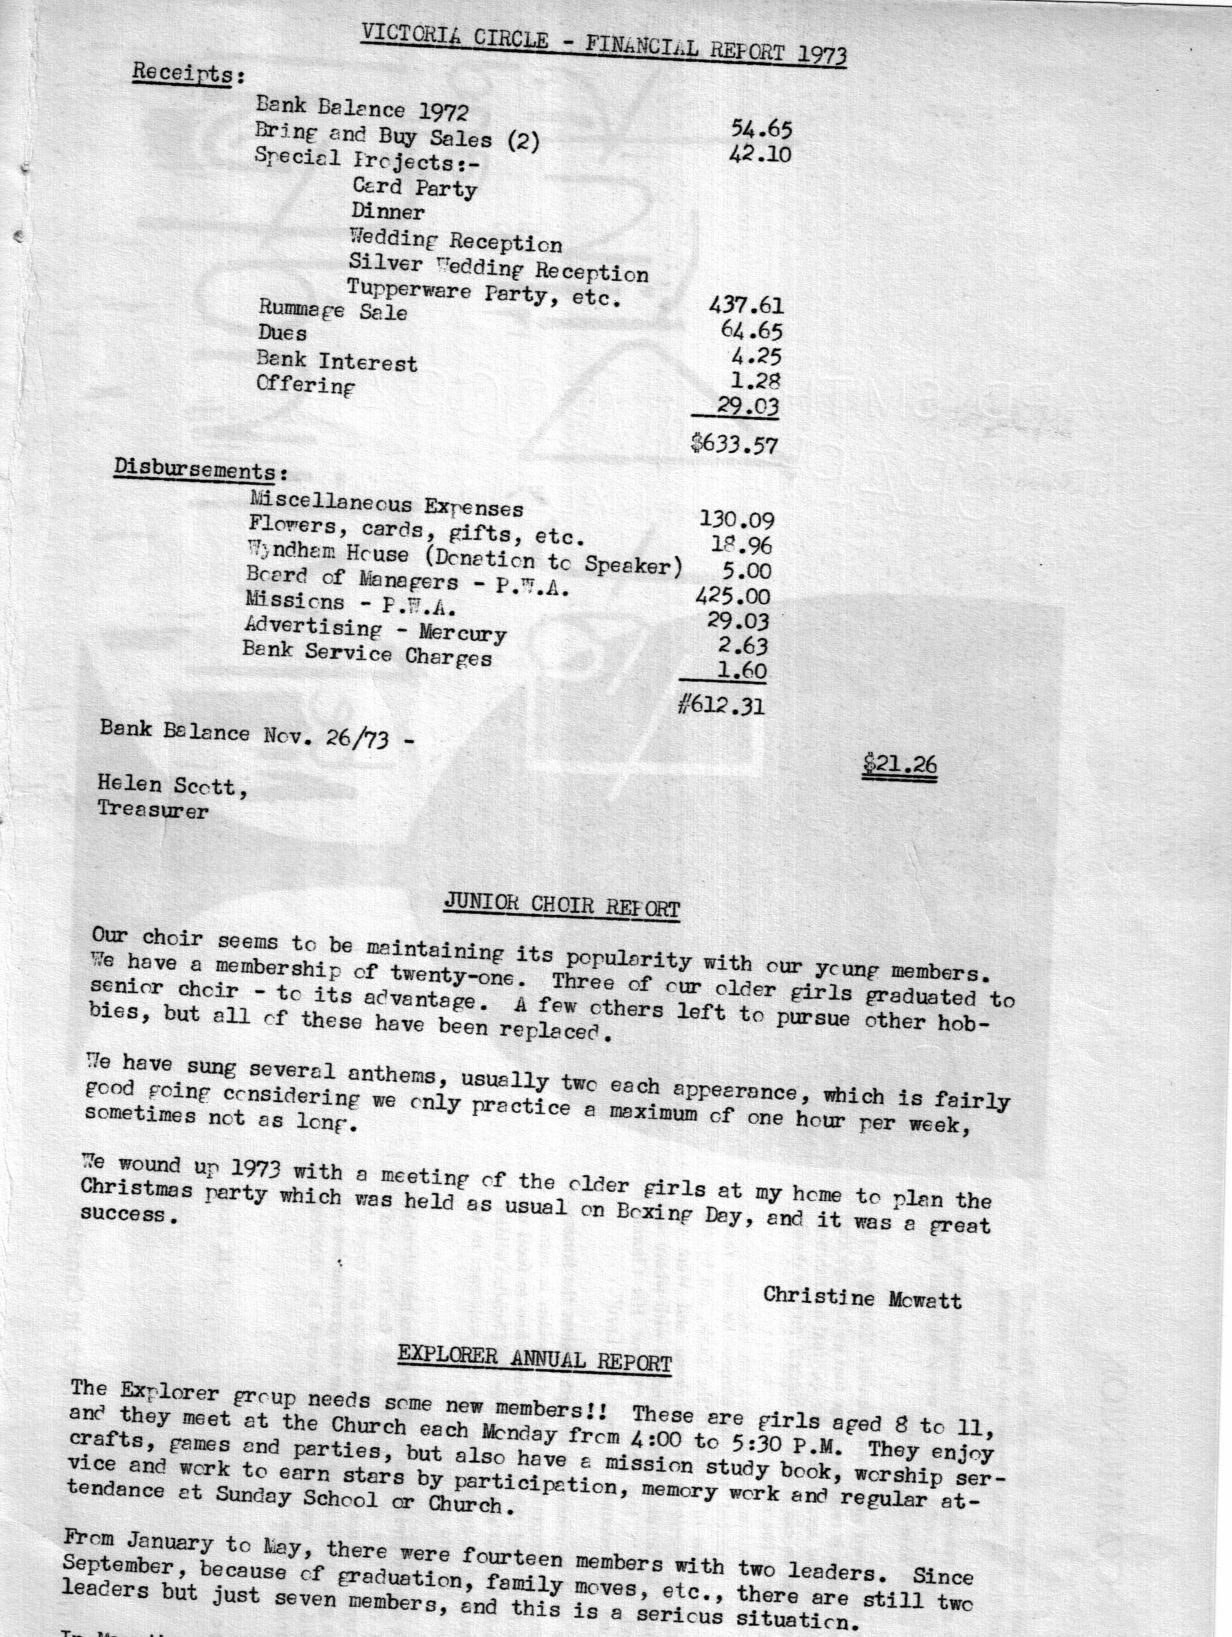 VICTORIA CIRCLE - FINANCIAL REPORT 1973
Receipts:
Bank Balance 1972 54.65
Bring and Buy Sales (2) 42.10
Special Projects:-
Card Party
Dinner
Wedding Reception
Silver Wedding Reception
Tupperware Party, etc. 437.61
Rummage Sale 64.65
Dues 4.25
Bank Interest 1.28
Offering 29.03
$633.57
Disbursements:
Miscellaneous Expenses 130.09
Flowers, cards, gifts, etc. 18.96
Wyndham House (Donation to Speaker) 5.00
Board of Managers - P.W.A. 425.00
Missions - P.W.A. 29.03
Advertising - Mercury 2.63
Bank Service Charges 1.60
#612.31
Bank Balance Nov. 26/73 - $21.26
Helen Scott,
Treasurer
JUNIOR CHOIR REPORT
Our choir seems to be maintaining its popularity with our young members.
We have a membership of twenty-one. Three of our older girls graduated to
senior choir - to its advantage. A few others left to pursue other hob-
bies, but all of these have been replaced.
We have sung several anthems, usually two each appearance, which is fairly
good going considering we only practice a maximum of one hour per week,
sometimes not as long.
We wound up 1973 with a meeting of the older girls at my home to plan the
Christmas party which was held as usual on Boxing Day, and it was a great
success.
Christine Mowatt
EXPLORER ANNUAL REPORT
The Explorer group needs some new members!! These are girls aged 8 to 11,
and they meet at the Church each Monday from 4:00 to 5:30 P.M. They enjoy
crafts, games and parties, but also have a mission study book, worship ser-
vice and work to earn stars by participation, memory work and regular at-
tendance at Sunday School or Church.
From January to May, there were fourteen members with two leaders. Since
September, because of graduation, family moves, etc., there are still two
leaders but just seven members, and this is a serious situation.